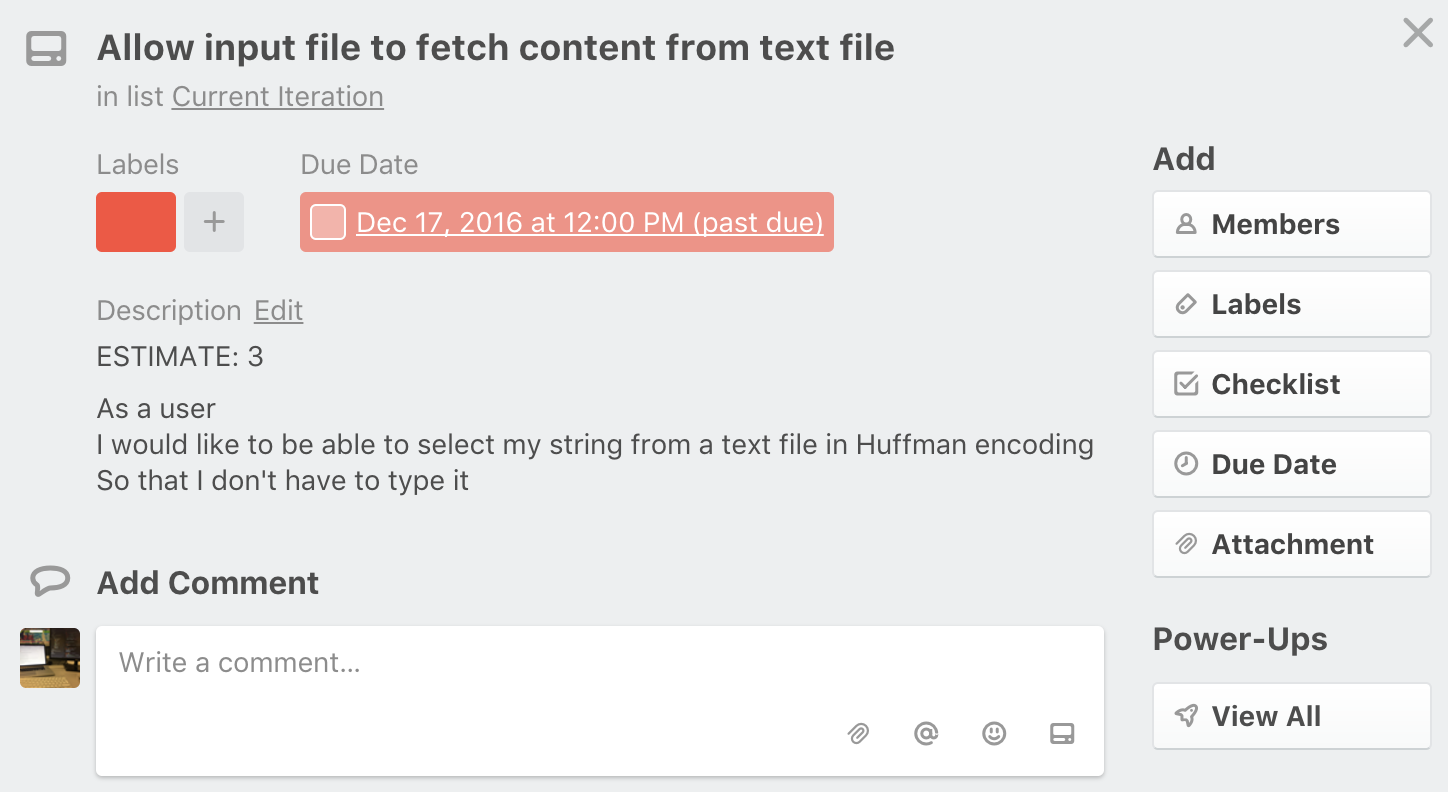 Allow input file to fetch content from text file
in list Current Iteration
Labels
Due Date
+
Dec 17, 2016 at 12:00 PM (past due)
Description Edit
ESTIMATE: 3
As a user
I would like to be able to select my string from a text file in Huffman encoding
So that I don't have to type it
Add Comment
Write a comment...
@
Add
Members
Labels
Checklist
Due Date
Attachment
Power-Ups
View All